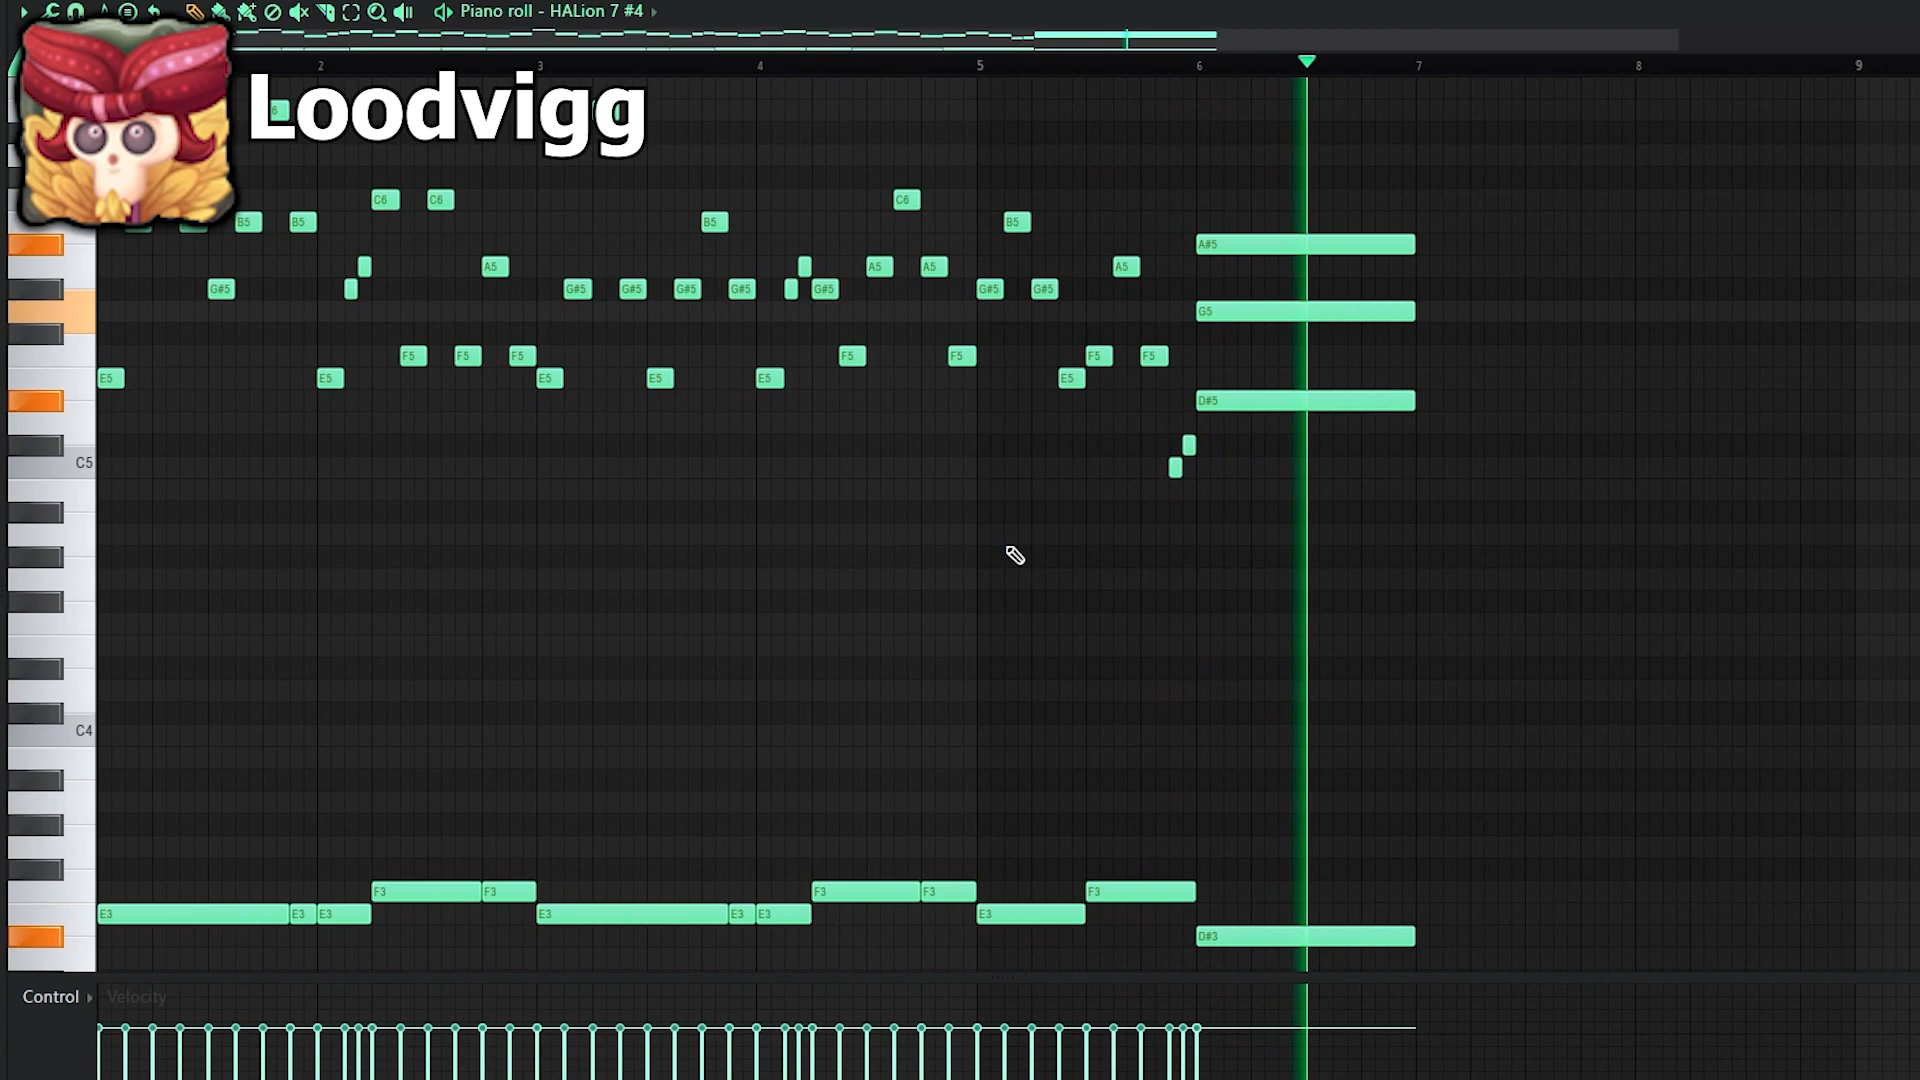 Piano roll - HALion 7 #4
2 3 4 5 6 7 8 9
Loodvigg
6
C6 C6 C6
B5 B5 B5 B5
A#5
A5 A5 A5 A5
G#5 G#5 G#5 G#5 G#5 G#5 G#5 G#5
G5
F5 F5 F5 F5 F5 F5 F5
E5 E5 E5 E5 E5 E5
D#5
C5
C4
F3 F3 F3 F3 F3
E3 E3 E3 E3 E3 E3 E3
D#3
Control Velocity